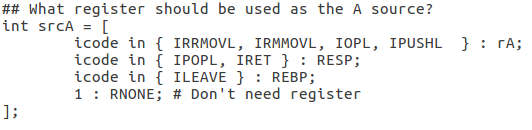 ## What register should be used as the A source?
int srcA = [
        icode in { IRRMOVL, IRMMOVL, IOPL, IPUSHL  } : rA;
        icode in { IPOPL, IRET } : RESP;
        icode in { ILEAVE } : REBP;
        1 : RNONE; # Don't need register
];